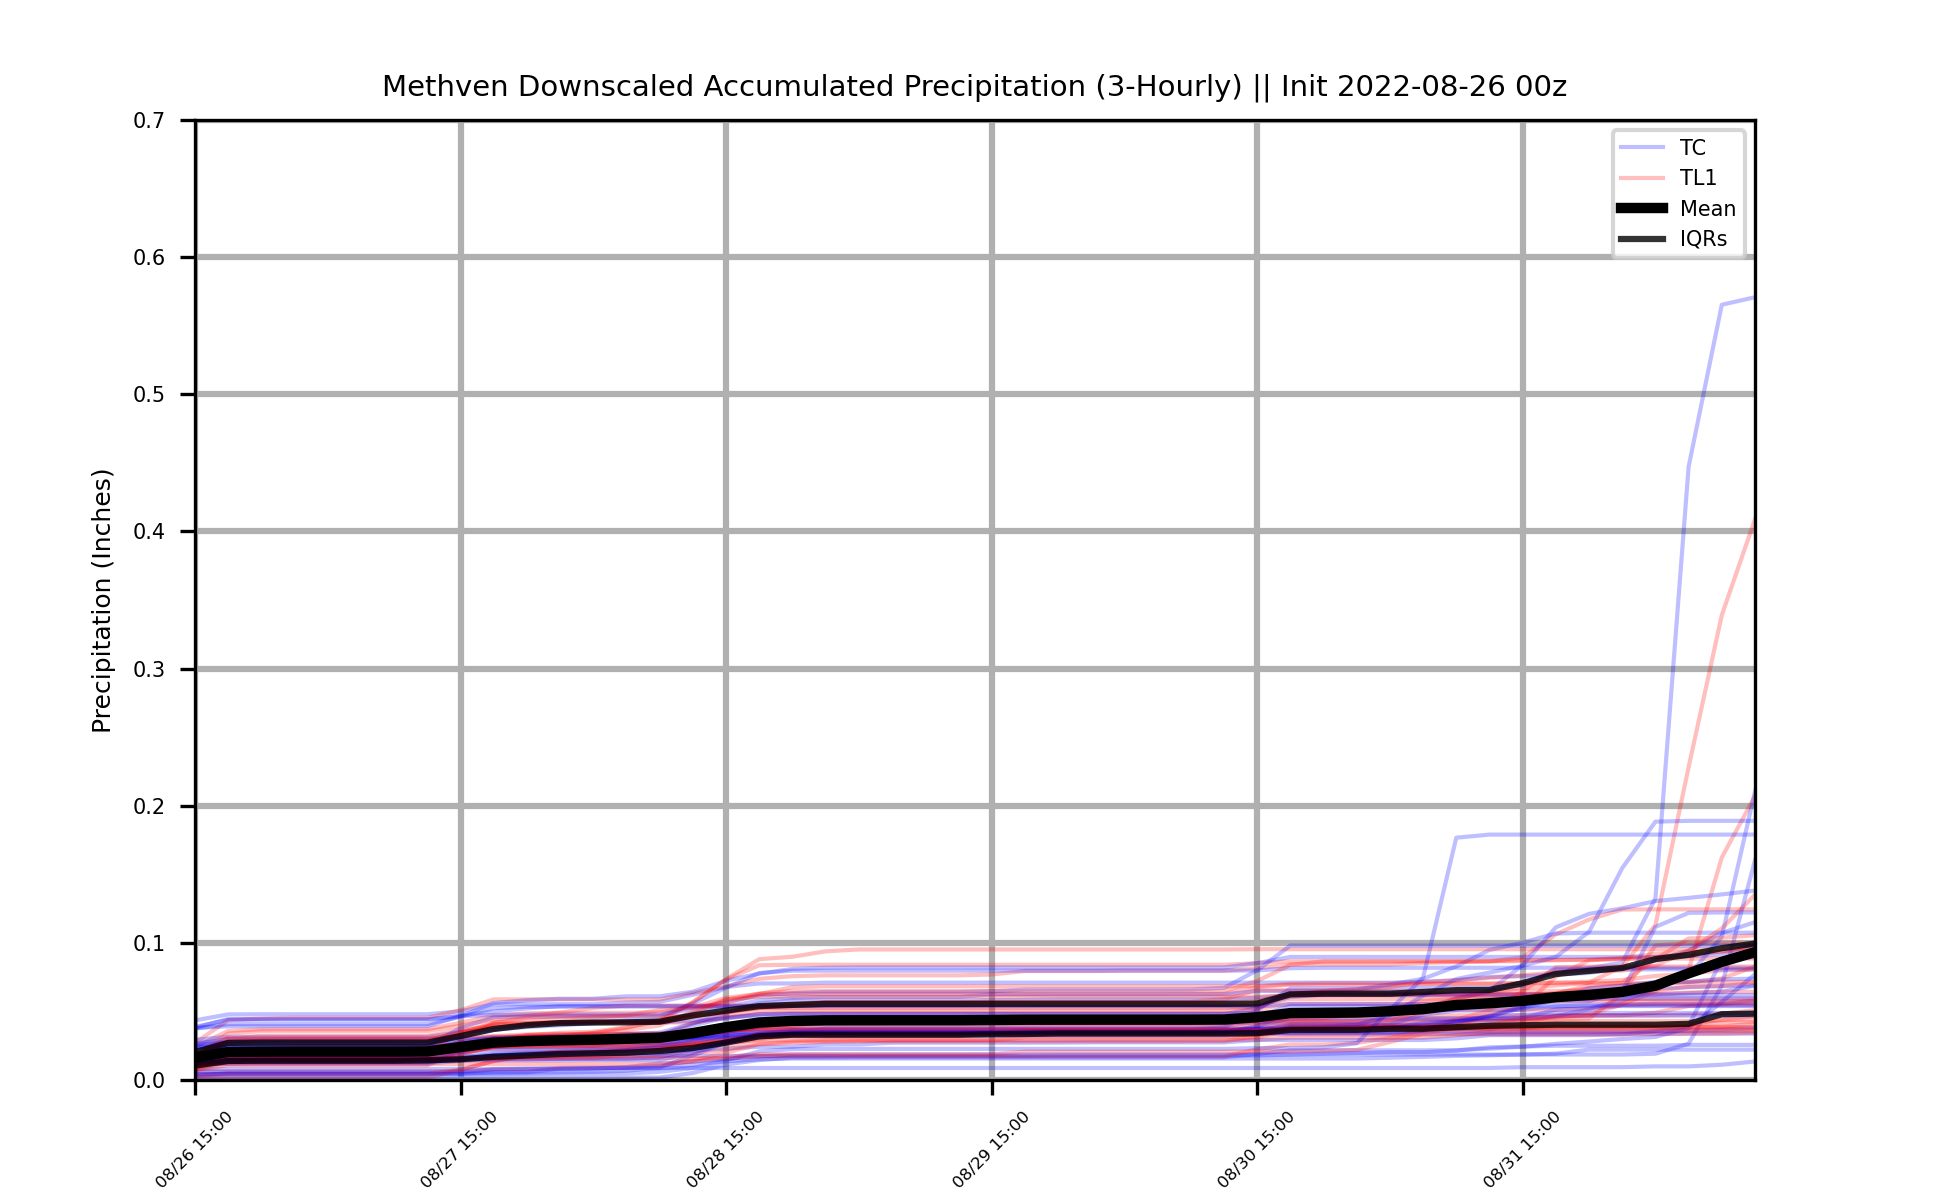 Methven Downscaled Accumulated Precipitation (3-Hourly) || Init 2022-08-26 00z
0.7
0.6
0.5
0.4
0.3
0.2
0.1
0.0
Precipitation (Inches)
TC
TL1
Mean
IQRs
08/26 15:00
08/27 15:00
08/28 15:00
08/29 15:00
08/30 15:00
08/31 15:00